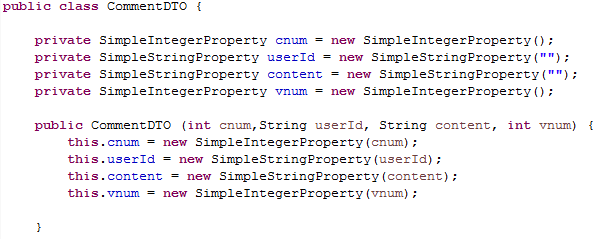 public class CommentDTO {
private SimpleIntegerProperty cnum = new SimpleIntegerProperty();
private SimpleStringProperty userId = new SimpleStringProperty("");
private SimpleStringProperty content = new SimpleStringProperty("");
private SimpleIntegerProperty vnum = new SimpleIntegerProperty();
public CommentDTO (int cnum,String userId, String content, int vnum) {
this.cnum = new SimpleIntegerProperty(cnum);
this.userId = new SimpleStringProperty(userId);
this.content = new SimpleStringProperty(content);
this.vnum = new SimpleIntegerProperty(vnum);
}